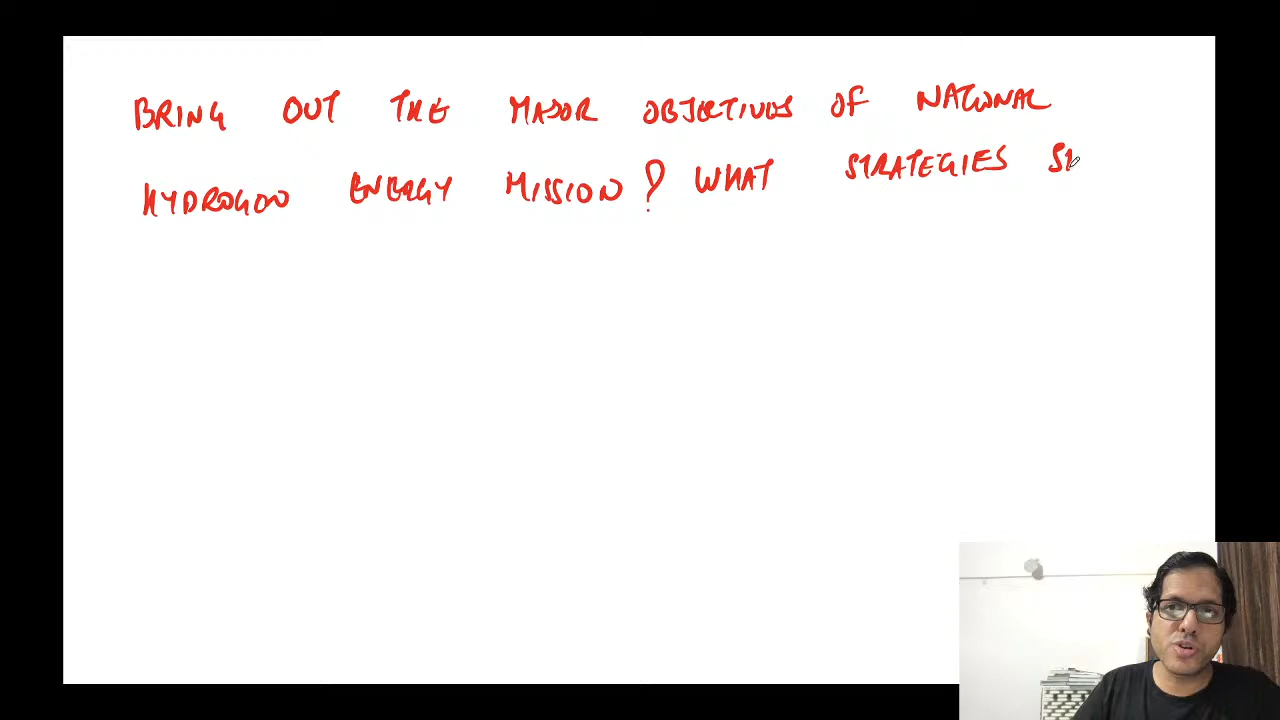 BRING OUT THE MAJOR OBJECTIVES OF NATIONAL
HYDROGEN ENERGY MISSION? WHAT STRATEGIES